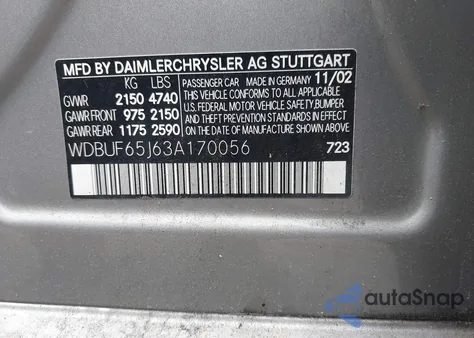 MFD BY DAIMLERCHRYSLER AG STUTTGART
KG LBS PASSENGER CAR MADE IN GERMANY 11/02
GVWR 2150 4740 THIS VEHICLE CONFORMS TO ALL APPLICABLE
GAWR FRONT 975 2150 U.S. FEDERAL MOTOR VEHICLE SAFETY, BUMPER
GAWR REAR 1175 2590 AND THEFT PREVENTION STANDARDS IN EFFECT
ON THE DATE OF MANUFACTURE SHOWN ABOVE.
WDBUF65J63A170056 723
autoSnap